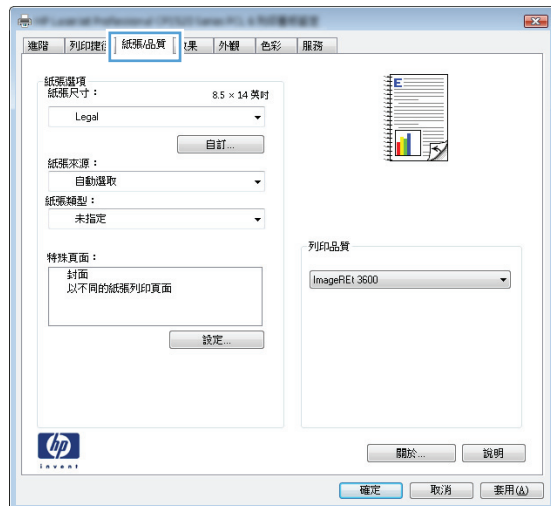 進階 列印捷徑 紙張/品質 效果 外觀 色彩 服務
紙張選項
紙張尺寸： 8.5 × 14 英吋
Legal
自訂...
紙張來源：
自動選取
紙張類型：
未指定
特殊頁面：
封面
以不同的紙張列印頁面
設定...
E
列印品質
ImageREt 3600
hp
invent
關於... 說明
確定 取消 套用(A)